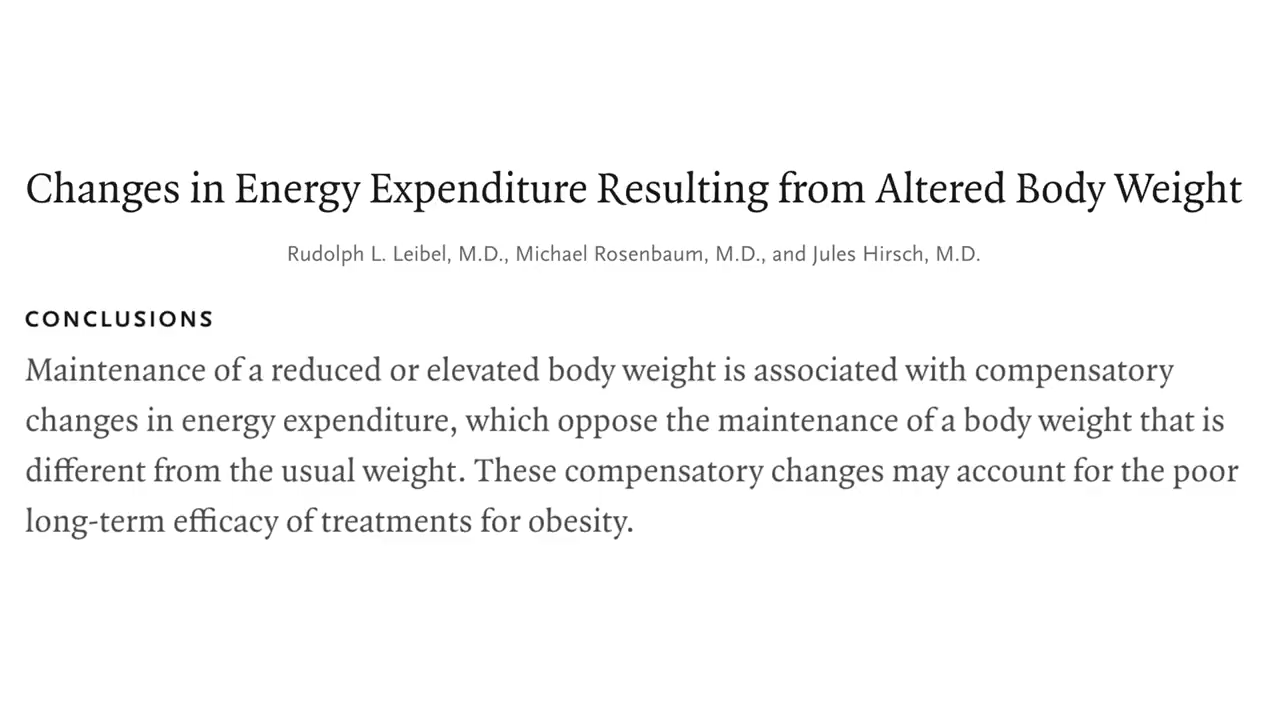 Changes in Energy Expenditure Resulting from Altered Body Weight
Rudolph L. Leibel, M.D., Michael Rosenbaum, M.D., and Jules Hirsch, M.D.
CONCLUSIONS
Maintenance of a reduced or elevated body weight is associated with compensatory
changes in energy expenditure, which oppose the maintenance of a body weight that is
different from the usual weight. These compensatory changes may account for the poor
long-term efficacy of treatments for obesity.